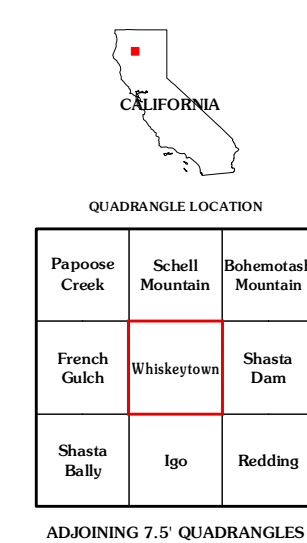 CALIFORNIA
QUADRANGLE LOCATION
Papoose
Creek
Schell
Mountain
Bohemotash
Mountain
French
Gulch
Whiskeytown
Shasta
Dam
Shasta
Bally
Igo
Redding
ADJOINING 7.5' QUADRANGLES